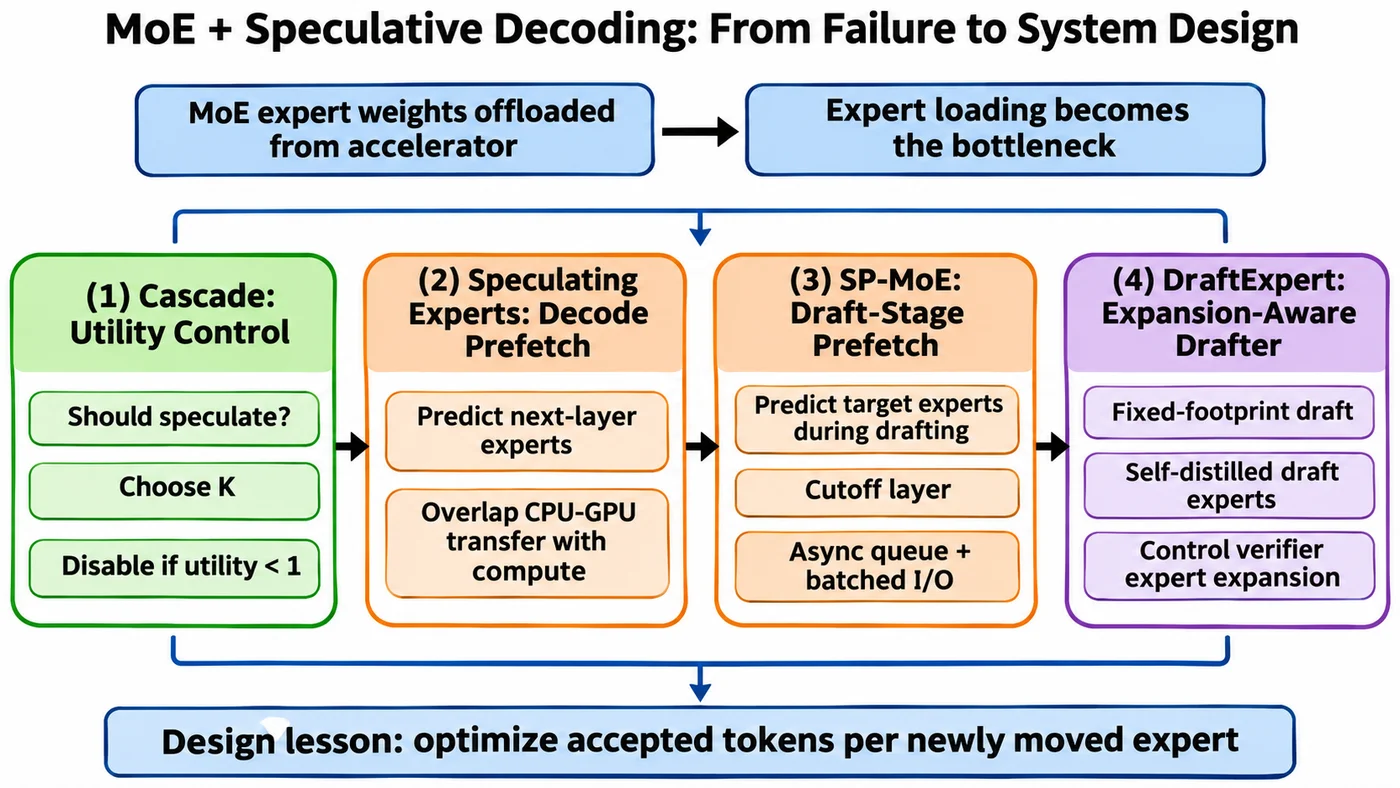 MoE + Speculative Decoding: From Failure to System Design
MoE expert weights offloaded
from accelerator
Expert loading becomes
the bottleneck
(1) Cascade:
Utility Control
Should speculate?
Choose K
Disable if utility < 1
(2) Speculating
Experts: Decode
Prefetch
Predict next-layer
experts
Overlap CPU-GPU
transfer with
compute
(3) SP-MoE:
Draft-Stage
Prefetch
Predict target experts
during drafting
Cutoff layer
Async queue +
batched I/O
(4) DraftExpert:
Expansion-Aware
Drafter
Fixed-footprint draft
Self-distilled draft
experts
Control verifier
expert expansion
Design lesson: optimize accepted tokens per newly moved expert